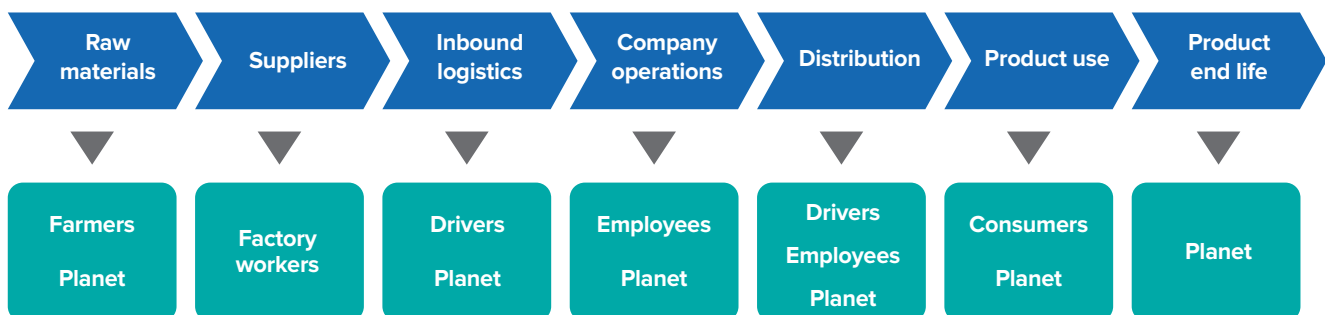 Raw
materials
Suppliers
Inbound
logistics
Company
operations
Distribution
Product use
Product
end life
Farmers
Planet
Factory
workers
Drivers
Planet
Employees
Planet
Drivers
Employees
Planet
Consumers
Planet
Planet